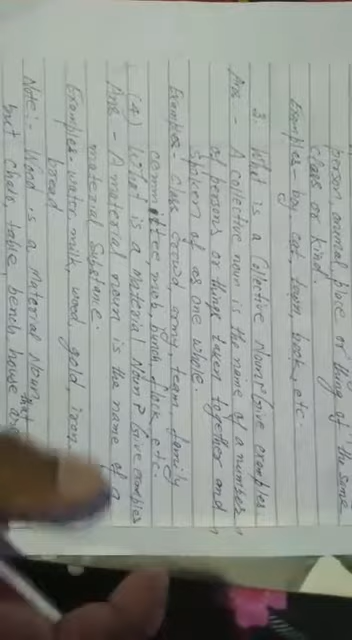 person, animal place or thing of the same
class or kind.
Examples - boy, cat, town, book, etc.
3. What is a Collective Noun? Give examples
Ans - A collective noun is the name of a number
of persons or things taken together and
spoken of as one whole.
Examples - class crowd, army, team, family
committee, mob, bunch, flock, etc.
(4) What is a Material Noun? Give examples
Ans - A material noun is the name of a
material Sustance.
Examples - water, milk, wood, gold, iron,
bread
Note:- Wood is a Material Noun
but chair, table, bench, house are